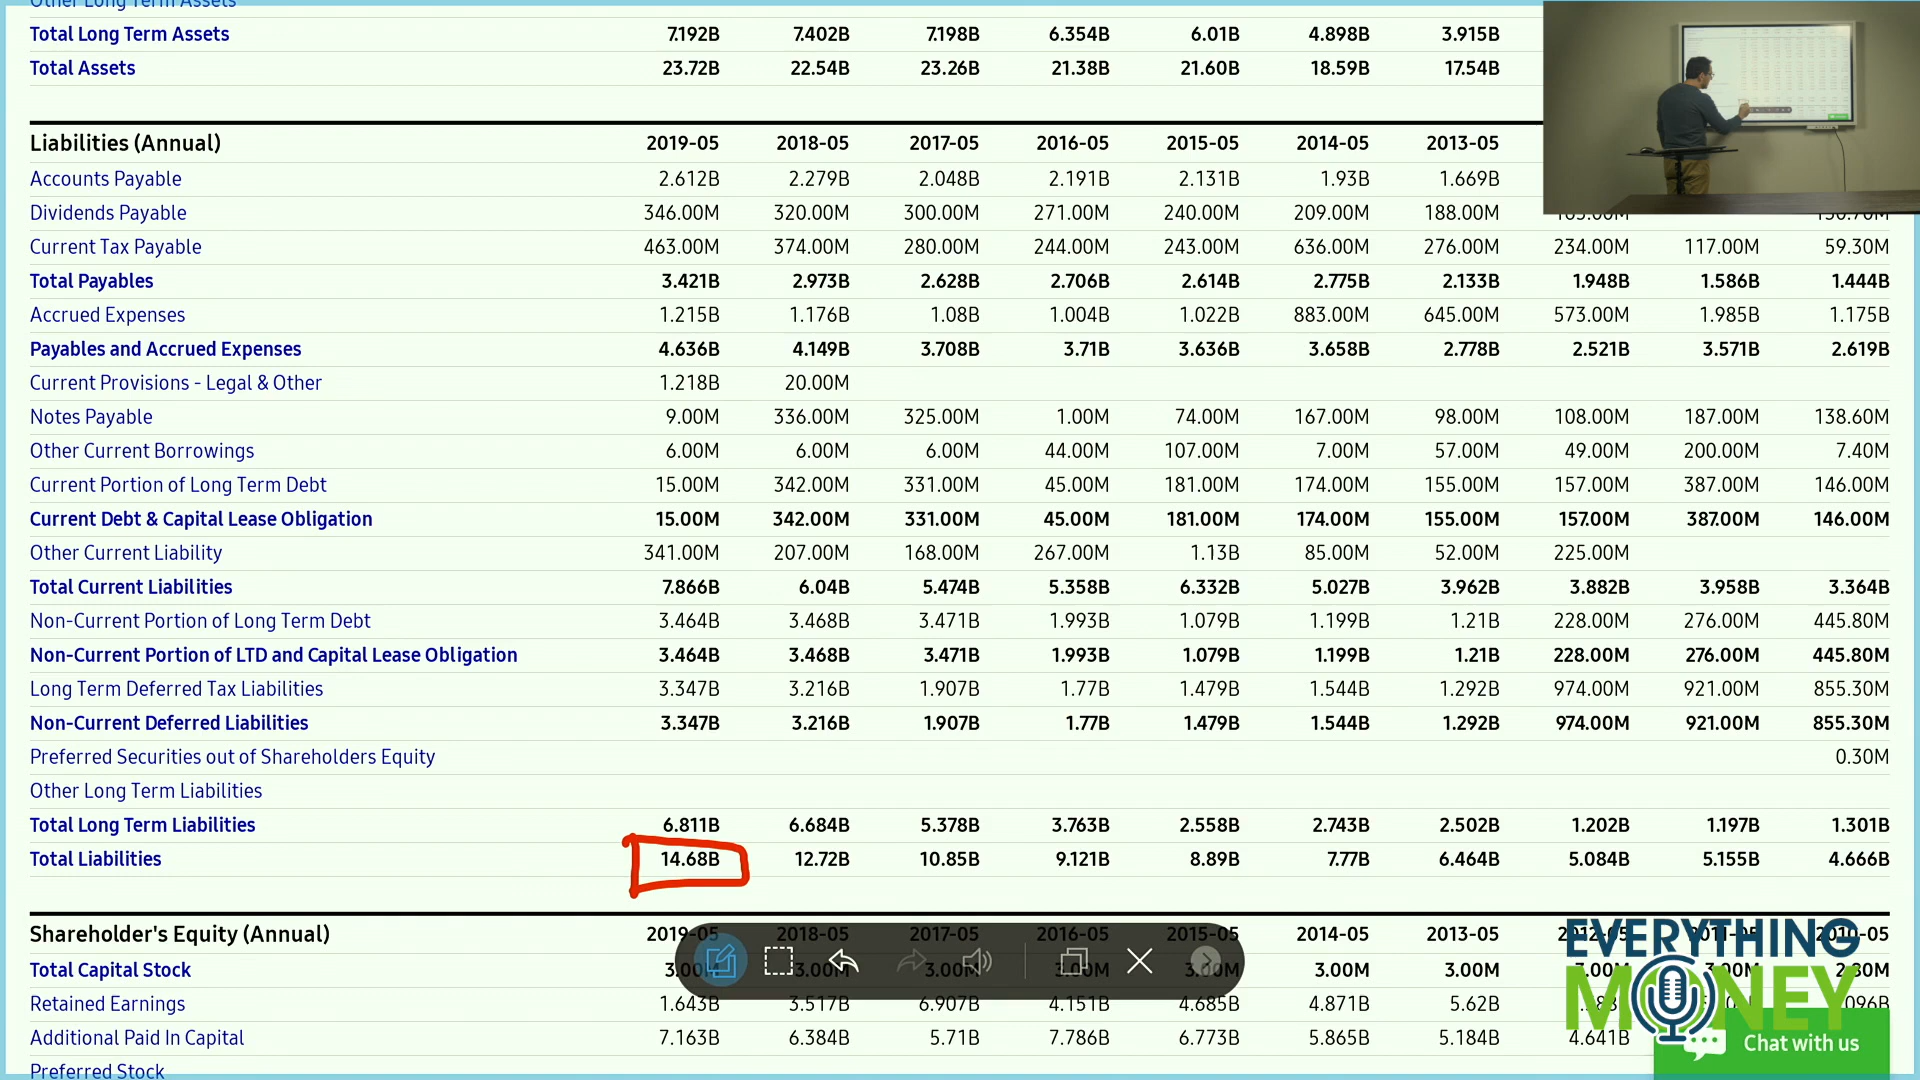 Other Long Term Assets
Total Long Term Assets 7.192B 7.402B 7.198B 6.354B 6.01B 4.898B 3.915B
Total Assets 23.72B 22.54B 23.26B 21.38B 21.60B 18.59B 17.54B
Liabilities (Annual) 2019-05 2018-05 2017-05 2016-05 2015-05 2014-05 2013-05
Accounts Payable 2.612B 2.279B 2.048B 2.191B 2.131B 1.93B 1.669B
Dividends Payable 346.00M 320.00M 300.00M 271.00M 240.00M 209.00M 188.00M
Current Tax Payable 463.00M 374.00M 280.00M 244.00M 243.00M 636.00M 276.00M 234.00M 117.00M 59.30M
Total Payables 3.421B 2.973B 2.628B 2.706B 2.614B 2.775B 2.133B 1.948B 1.586B 1.444B
Accrued Expenses 1.215B 1.176B 1.08B 1.004B 1.022B 883.00M 645.00M 573.00M 1.985B 1.175B
Payables and Accrued Expenses 4.636B 4.149B 3.708B 3.71B 3.636B 3.658B 2.778B 2.521B 3.571B 2.619B
Current Provisions - Legal & Other 1.218B 20.00M
Notes Payable 9.00M 336.00M 325.00M 1.00M 74.00M 167.00M 98.00M 108.00M 187.00M 138.60M
Other Current Borrowings 6.00M 6.00M 6.00M 44.00M 107.00M 7.00M 57.00M 49.00M 200.00M 7.40M
Current Portion of Long Term Debt 15.00M 342.00M 331.00M 45.00M 181.00M 174.00M 155.00M 157.00M 387.00M 146.00M
Current Debt & Capital Lease Obligation 15.00M 342.00M 331.00M 45.00M 181.00M 174.00M 155.00M 157.00M 387.00M 146.00M
Other Current Liability 341.00M 207.00M 168.00M 267.00M 1.13B 85.00M 52.00M 225.00M
Total Current Liabilities 7.866B 6.04B 5.474B 5.358B 6.332B 5.027B 3.962B 3.882B 3.958B 3.364B
Non-Current Portion of Long Term Debt 3.464B 3.468B 3.471B 1.993B 1.079B 1.199B 1.21B 228.00M 276.00M 445.80M
Non-Current Portion of LTD and Capital Lease Obligation 3.464B 3.468B 3.471B 1.993B 1.079B 1.199B 1.21B 228.00M 276.00M 445.80M
Long Term Deferred Tax Liabilities 3.347B 3.216B 1.907B 1.77B 1.479B 1.544B 1.292B 974.00M 921.00M 855.30M
Non-Current Deferred Liabilities 3.347B 3.216B 1.907B 1.77B 1.479B 1.544B 1.292B 974.00M 921.00M 855.30M
Preferred Securities out of Shareholders Equity 0.30M
Other Long Term Liabilities
Total Long Term Liabilities 6.811B 6.684B 5.378B 3.763B 2.558B 2.743B 2.502B 1.202B 1.197B 1.301B
Total Liabilities 14.68B 12.72B 10.85B 9.121B 8.89B 7.77B 6.464B 5.084B 5.155B 4.666B
Shareholder's Equity (Annual) 2019-05 2018-05 2017-05 2016-05 2015-05 2014-05 2013-05
Total Capital Stock 3.00M 3.00M 3.00M 3.00M 3.00M 3.00M 3.00M
Retained Earnings 1.643B 3.517B 6.907B 4.151B 4.685B 4.871B 5.62B
Additional Paid In Capital 7.163B 6.384B 5.71B 7.786B 6.773B 5.865B 5.184B 4.641B
Preferred Stock
EVERYTHING
MONEY
Chat with us